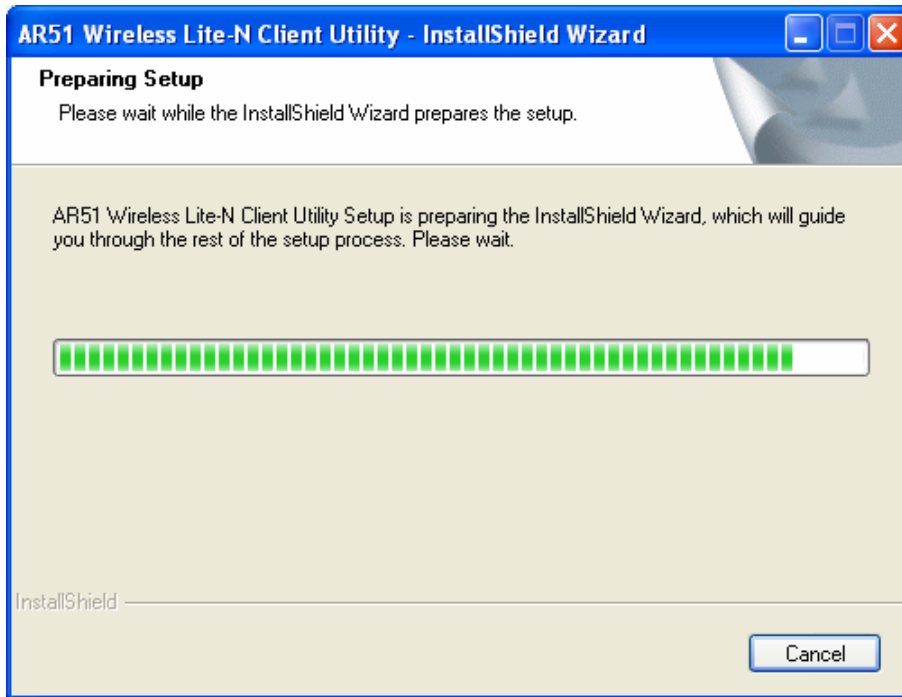 AR51 Wireless Lite-N Client Utility - InstallShield Wizard
Preparing Setup
Please wait while the InstallShield Wizard prepares the setup.
AR51 Wireless Lite-N Client Utility Setup is preparing the InstallShield Wizard, which will guide
you through the rest of the setup process. Please wait.
InstallShield
Cancel